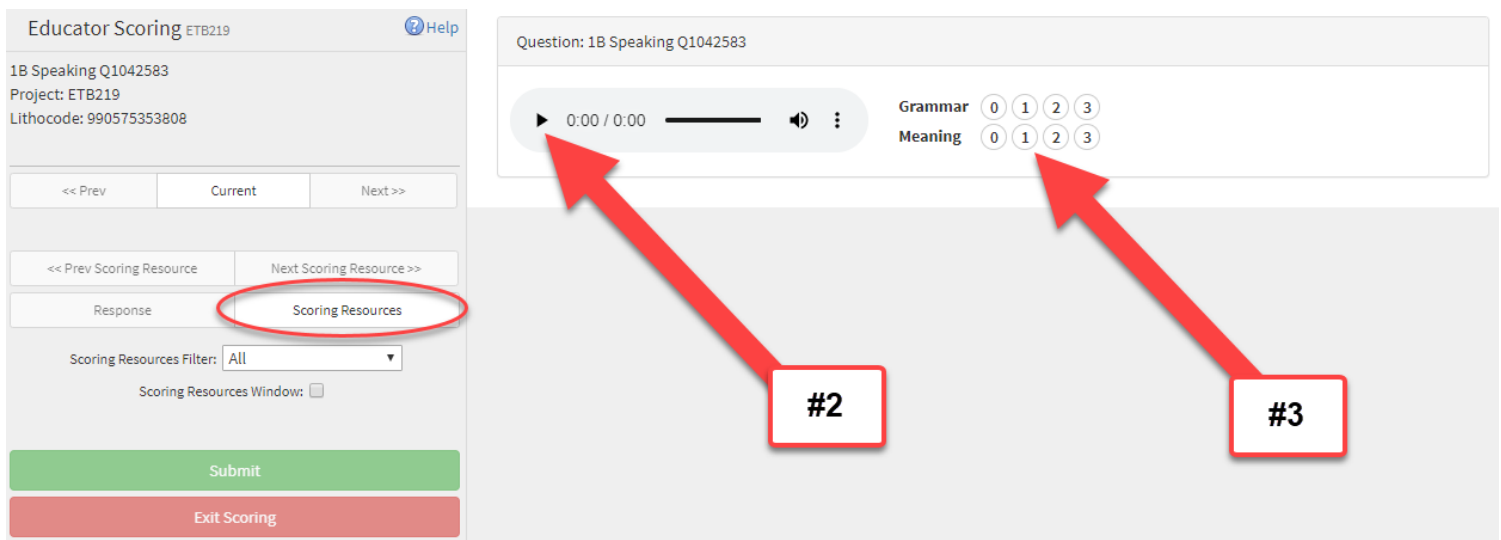 Educator Scoring ETB219
Help
1B Speaking Q1042583
Project: ETB219
Lithocode: 990575353808
<< Prev
Current
Next >>
<< Prev Scoring Resource
Next Scoring Resource >>
Response
Scoring Resources
Scoring Resources Filter: All
Scoring Resources Window:
Submit
Exit Scoring
Question: 1B Speaking Q1042583
0:00 / 0:00
Grammar 0 1 2 3
Meaning 0 1 2 3
#2
#3